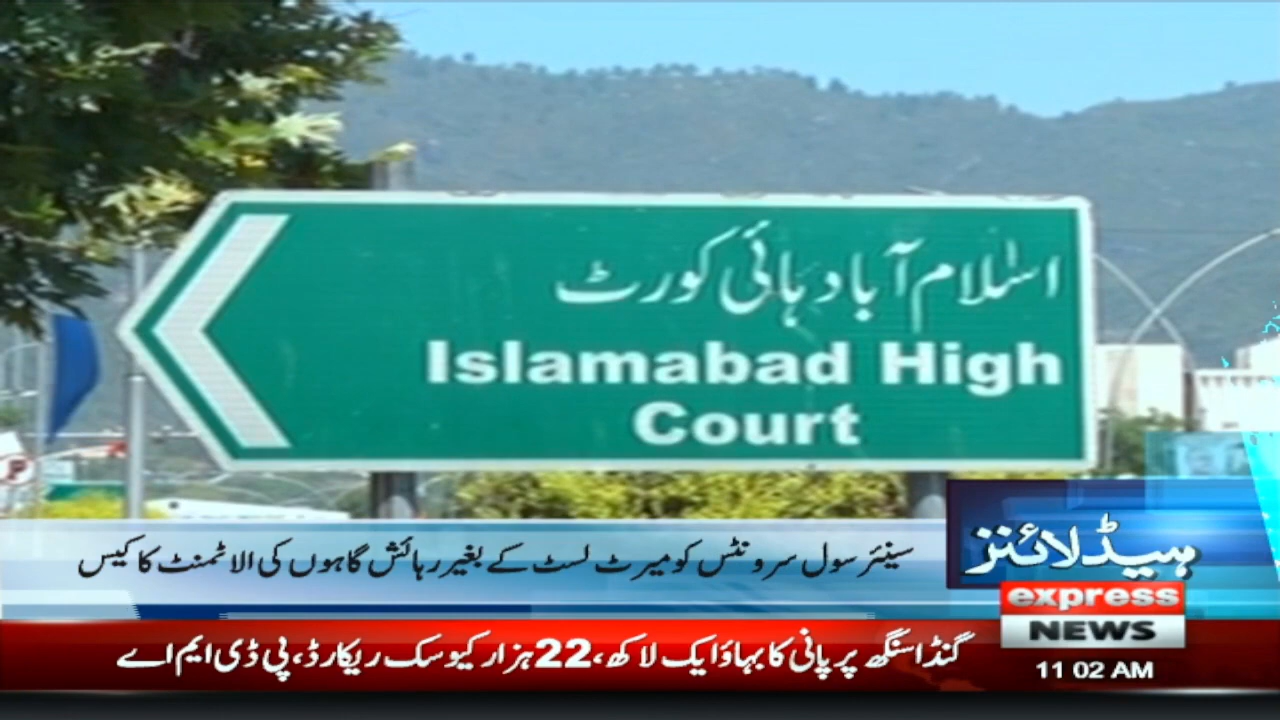 اسلام آباد ہائی کورٹ
Islamabad High
Court
ہیڈلائنز
سینئر سول سرونٹس کو میرٹ لسٹ کے بغیر رہائش گاہوں کی الاٹمنٹ کا کیس
express
NEWS
گنڈاسنگھ پر پانی کا بہاؤ ایک لاکھ، 22 ہزار کیوسک ریکارڈ، پی ڈی ایم اے
11 02 AM